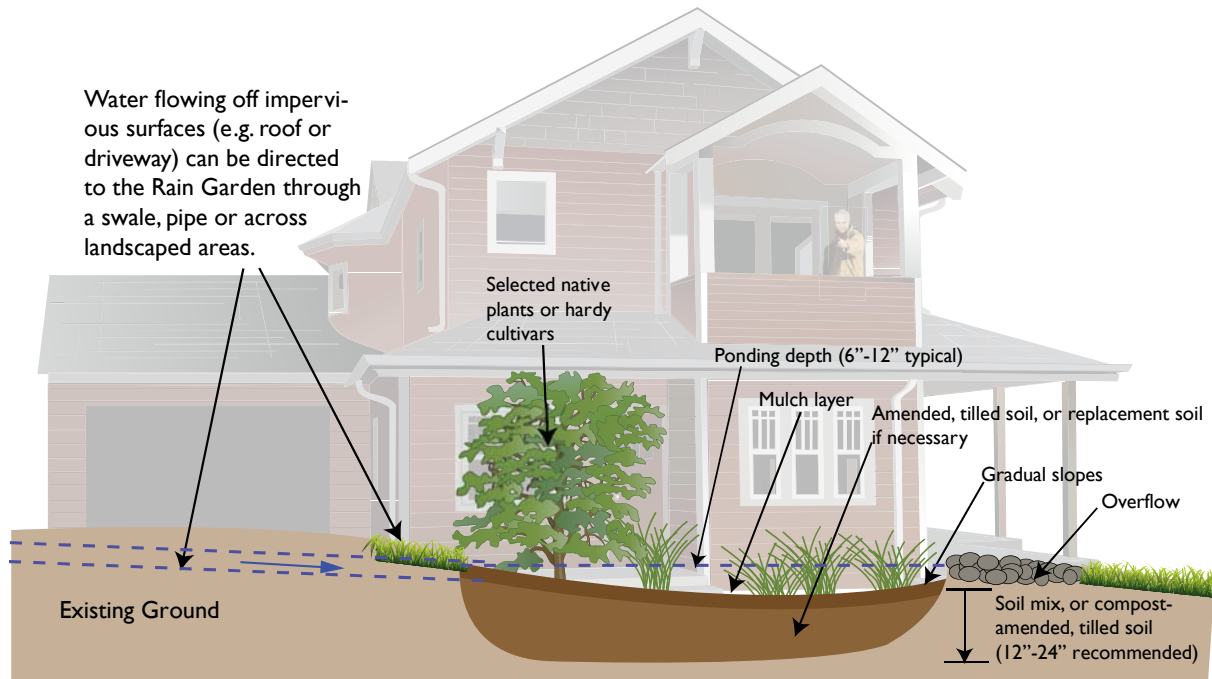 Water flowing off impervi-
ous surfaces (e.g. roof or
driveway) can be directed
to the Rain Garden through
a swale, pipe or across
landscaped areas.
Selected native
plants or hardy
cultivars
Ponding depth (6”-12” typical)
Mulch layer
Amended, tilled soil, or replacement soil
if necessary
Gradual slopes
Overflow
Existing Ground
Soil mix, or compost-
amended, tilled soil
(12”-24” recommended)